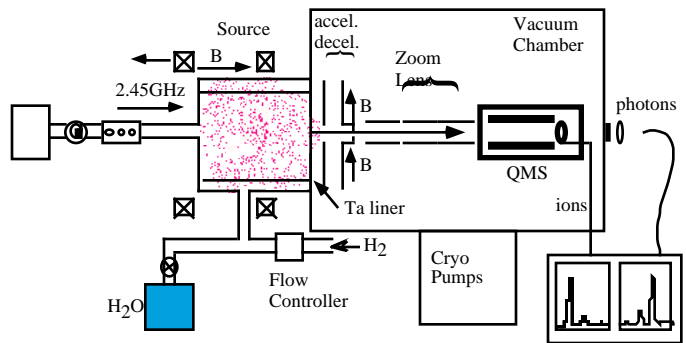 Source
accel.
decel.
Vacuum
Chamber
B
Zoom
Lens
2.45GHz
B
photons
B
QMS
Ta liner
ions
H2
Cryo
Pumps
Flow
Controller
H2O